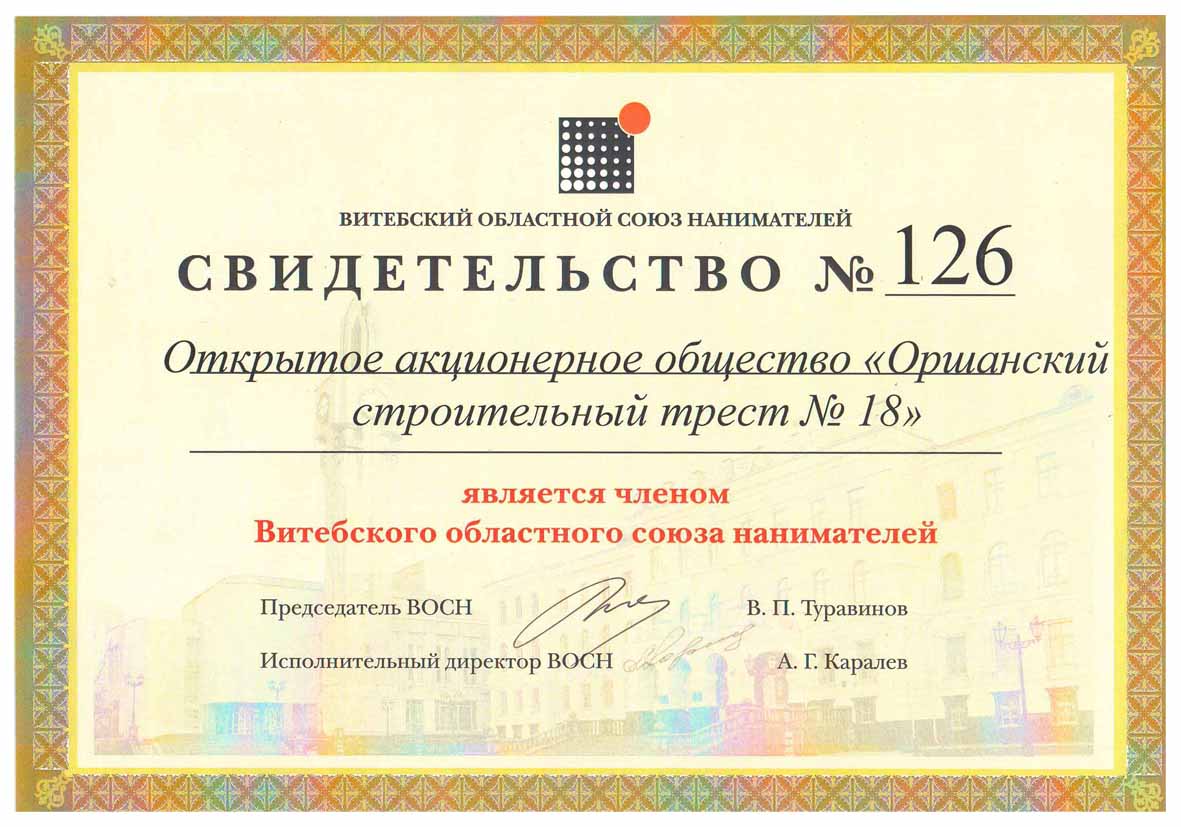 ВИТЕБСКИЙ ОБЛАСТНОЙ СОЮЗ НАНИМАТЕЛЕЙ
СВИДЕТЕЛЬСТВО № 126
Открытое акционерное общество «Оршанский
строительный трест № 18»
является членом
Витебского областного союза нанимателей
Председатель ВОСН В. П. Туравинов
Исполнительный директор ВОСН А. Г. Каралев